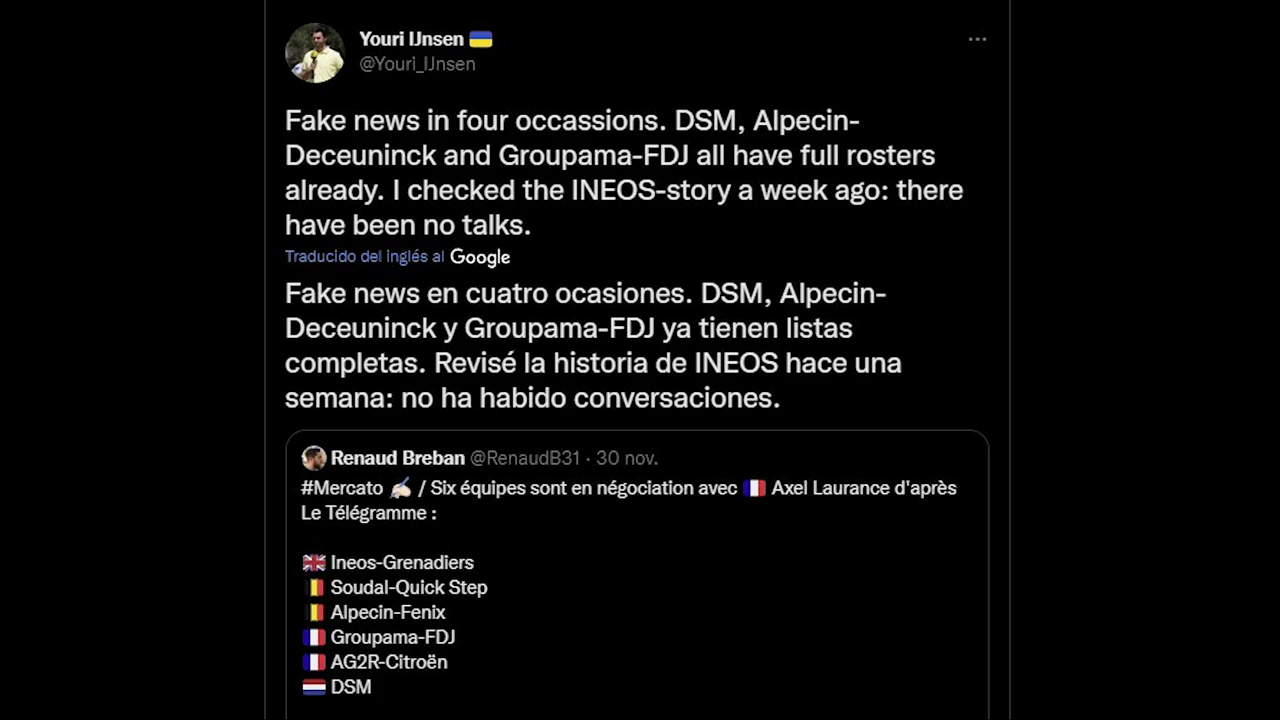 Youri IJnsen 🇺🇦
@Youri_IJnsen
Fake news in four occassions. DSM, Alpecin-
Deceuninck and Groupama-FDJ all have full rosters
already. I checked the INEOS-story a week ago: there
have been no talks.
Traducido del inglés al Google
Fake news en cuatro ocasiones. DSM, Alpecin-
Deceuninck y Groupama-FDJ ya tienen listas
completas. Revisé la historia de INEOS hace una
semana: no ha habido conversaciones.
Renaud Breban @RenaudB31 · 30 nov.
#Mercato ✍🏻 / Six équipes sont en négociation avec 🇫🇷 Axel Laurance d'après
Le Télégramme :
🇬🇧 Ineos-Grenadiers
🇧🇪 Soudal-Quick Step
🇧🇪 Alpecin-Fenix
🇫🇷 Groupama-FDJ
🇫🇷 AG2R-Citroën
🇳🇱 DSM